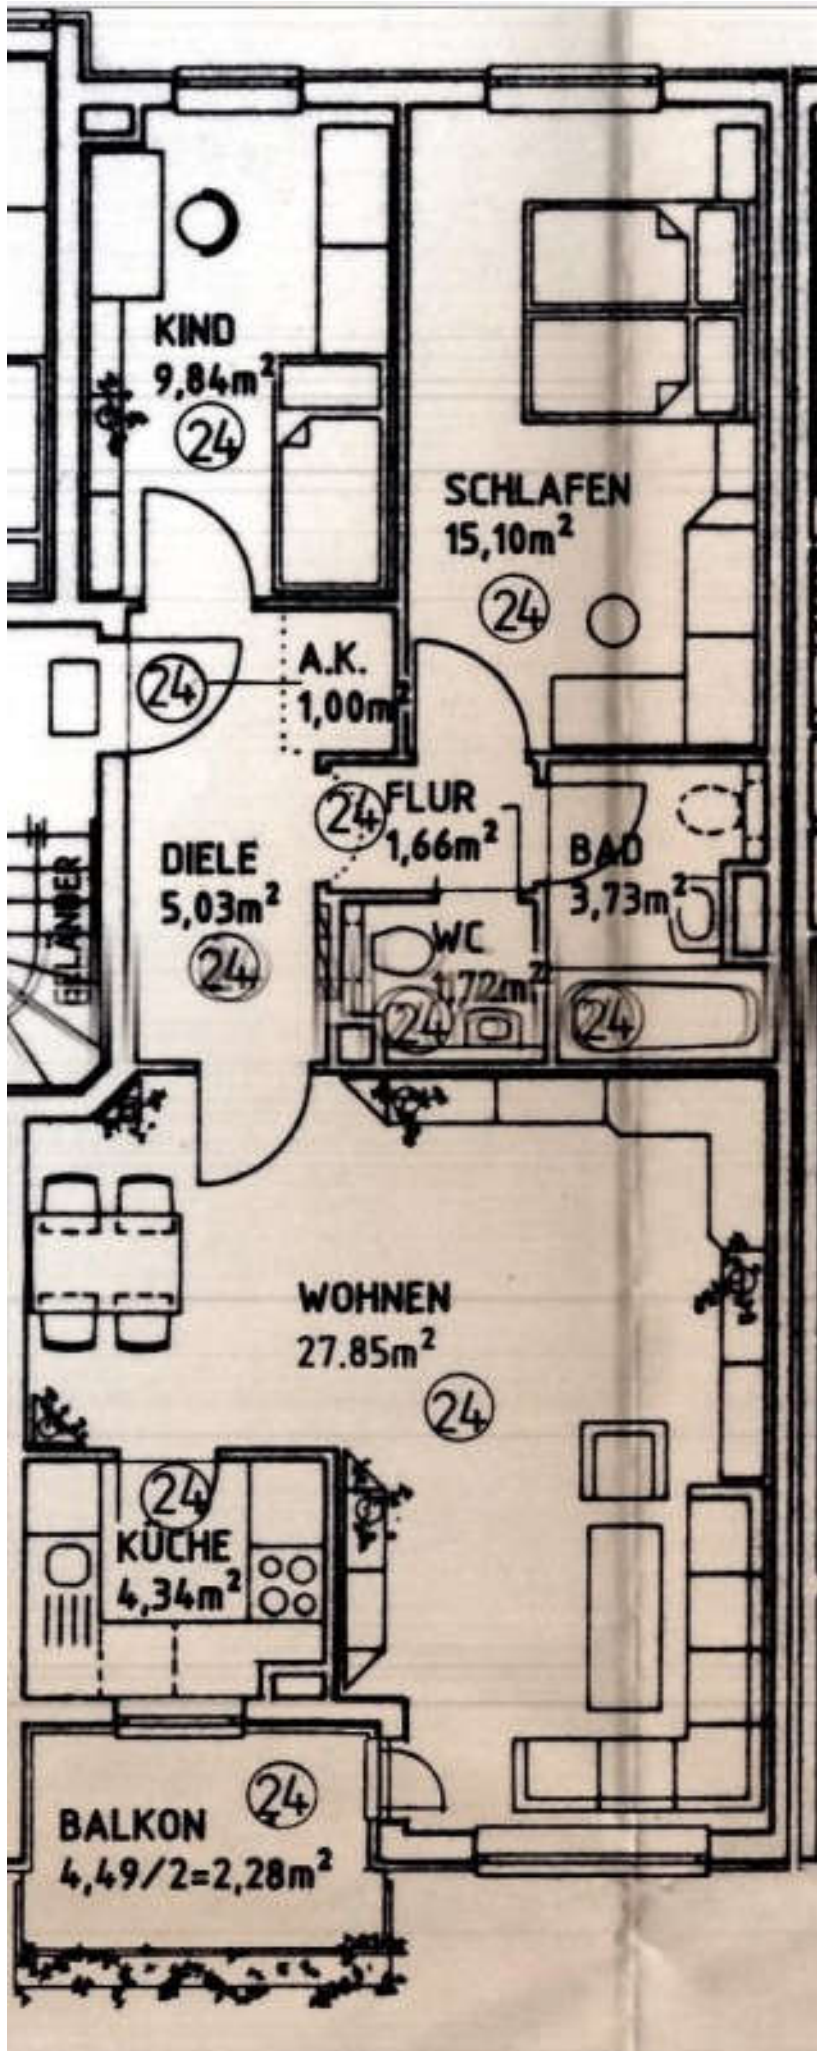 KIND
9,84m²
24
SCHLAFEN
15,10m²
24
A.K.
24
1,00m²
FLUR
24
1,66m²
DIELE
5,03m²
24
BAD
3,73m²
24
WC
24
GELÄNDER
WOHNEN
27.85m²
24
24
KÜCHE
4,34m²
24
BALKON
4,49/2=2,28m²